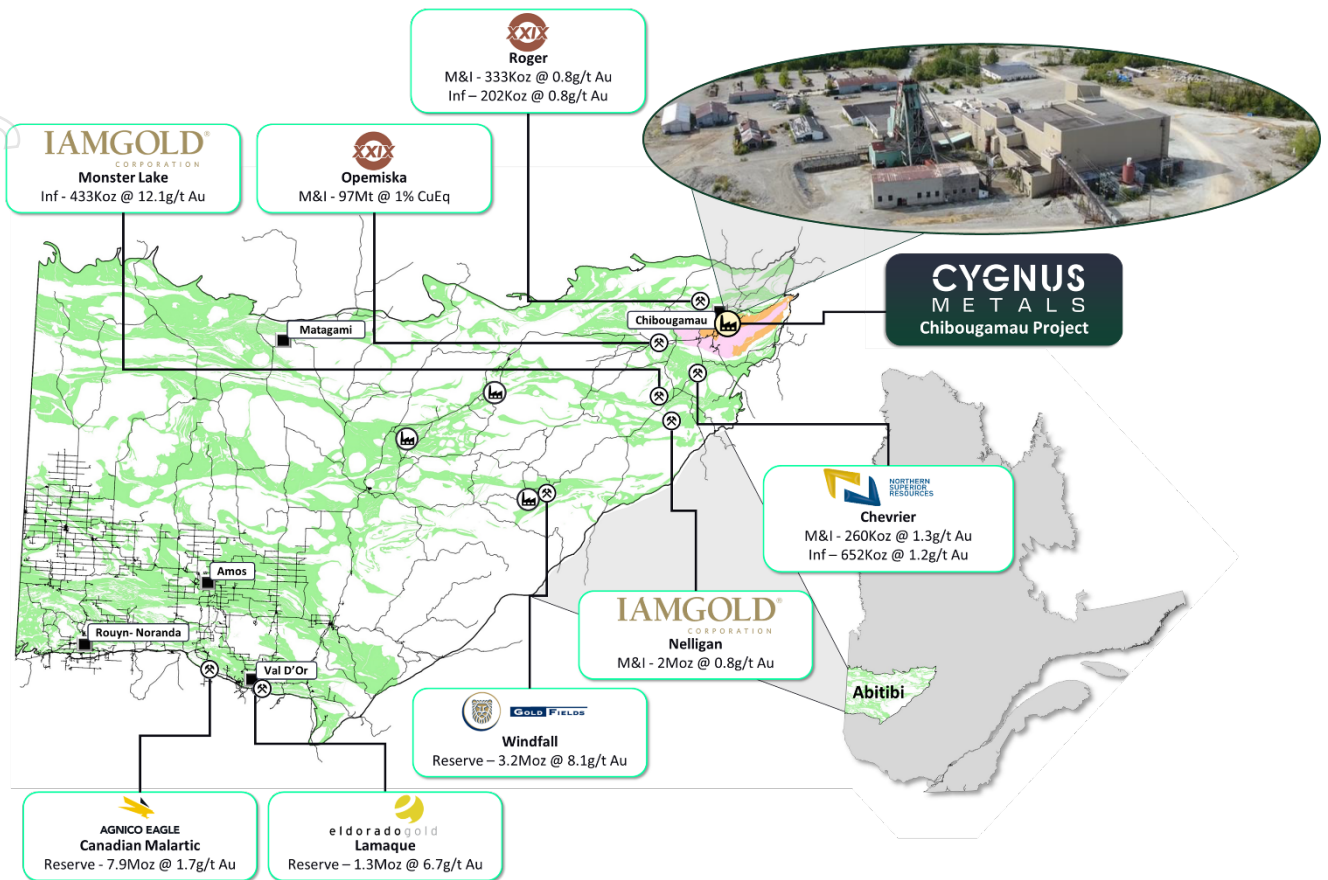 XXIX
Roger
M&I - 333Koz @ 0.8g/t Au
Inf – 202Koz @ 0.8g/t Au
IAMGOLD®
CORPORATION
Monster Lake
Inf - 433Koz @ 12.1g/t Au
XXIX
Opemiska
M&I - 97Mt @ 1% CuEq
CYGNUS
METALS
Chibougamau Project
Chibougamau
Matagami
NORTHERN
SUPERIOR
RESOURCES
Chevrier
M&I - 260Koz @ 1.3g/t Au
Inf – 652Koz @ 1.2g/t Au
Amos
IAMGOLD®
CORPORATION
Nelligan
M&I - 2Moz @ 0.8g/t Au
Rouyn- Noranda
Val D’Or
Abitibi
GOLD FIELDS
Windfall
Reserve – 3.2Moz @ 8.1g/t Au
AGNICO EAGLE
Canadian Malartic
Reserve - 7.9Moz @ 1.7g/t Au
eldoradogold
Lamaque
Reserve – 1.3Moz @ 6.7g/t Au